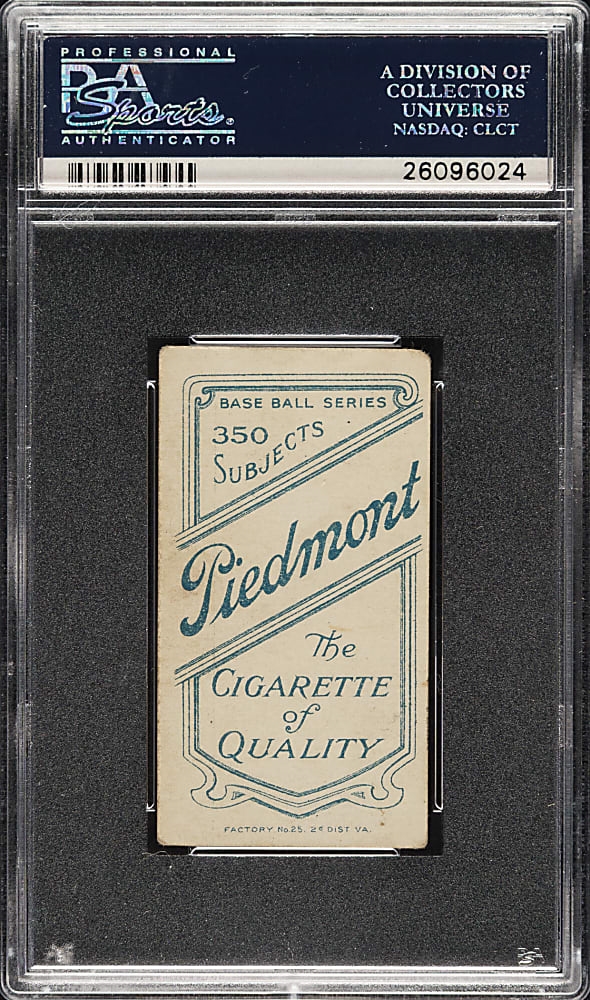 PROFESSIONAL
PSA
Sports.
AUTHENTICATOR
A DIVISION OF
COLLECTORS
UNIVERSE
NASDAQ: CLCT
26096024
BASE BALL SERIES
350
SUBJECTS
Piedmont
The
CIGARETTE
of
QUALITY
FACTORY No. 25. 2d DIST VA.